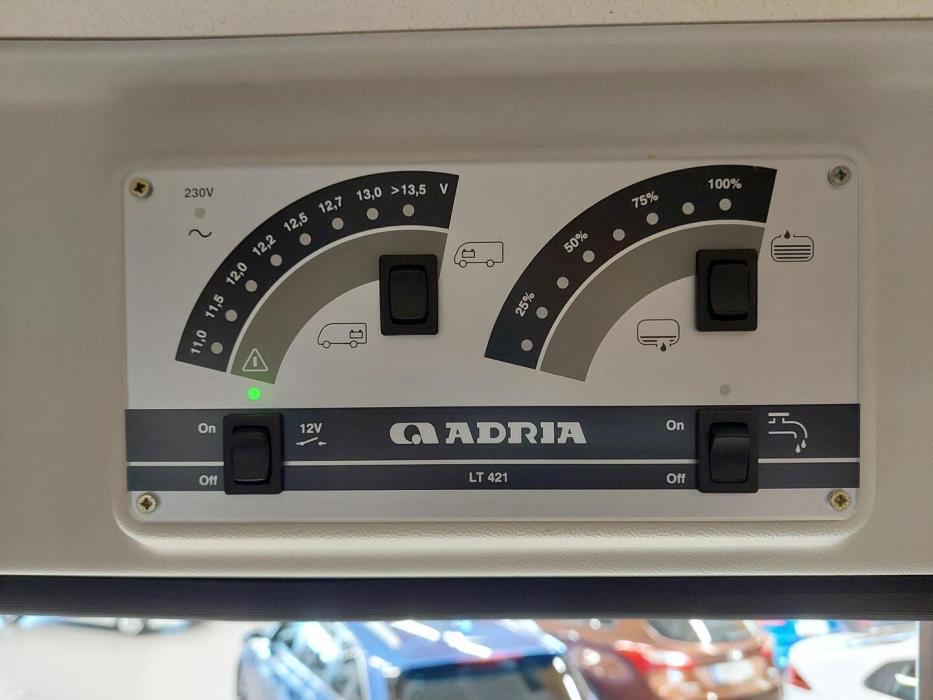 230V
11,0 11,5 12,0 12,2 12,5 12,7 13,0 >13,5 V
25% 50% 75% 100%
On
12V
Off
ADRIA
LT 421
On
Off